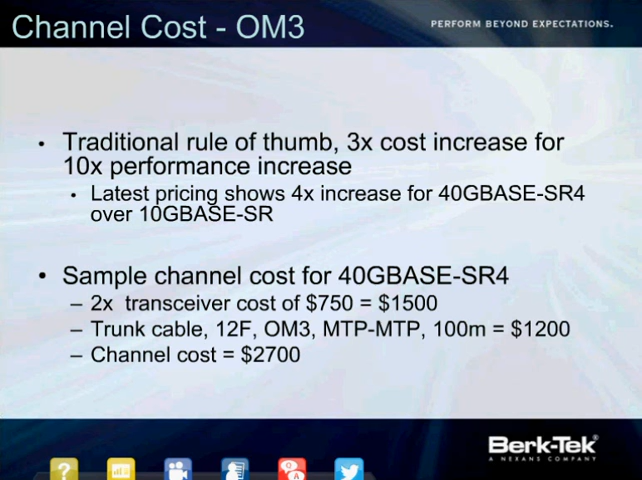 Channel Cost - OM3
PERFORM BEYOND EXPECTATIONS.
• Traditional rule of thumb, 3x cost increase for
10x performance increase
• Latest pricing shows 4x increase for 40GBASE-SR4
over 10GBASE-SR
• Sample channel cost for 40GBASE-SR4
– 2x transceiver cost of $750 = $1500
– Trunk cable, 12F, OM3, MTP-MTP, 100m = $1200
– Channel cost = $2700
Berk-Tek®
A NEXANS COMPANY
?
Q
A